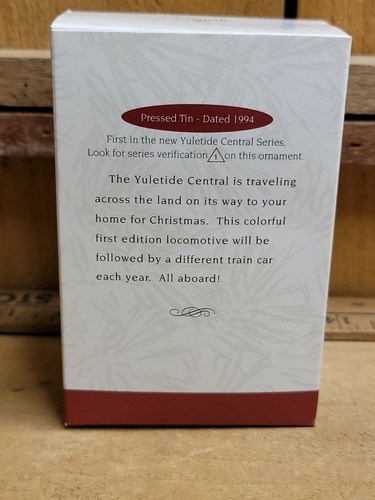 Pressed Tin - Dated 1994
First in the new Yuletide Central Series.
Look for series verification 1 on this ornament.
The Yuletide Central is traveling
across the land on its way to your
home for Christmas. This colorful
first edition locomotive will be
followed by a different train car
each year. All aboard!